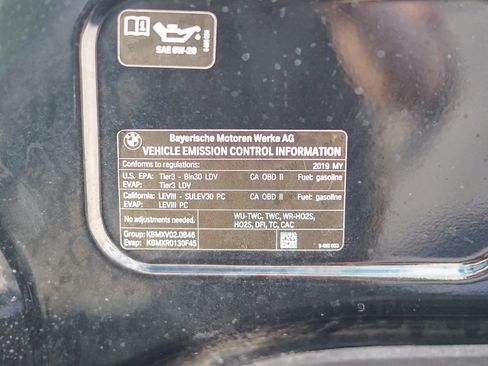 SAE 0W-20
BMW
Bayerische Motoren Werke AG
VEHICLE EMISSION CONTROL INFORMATION
Conforms to regulations: 2019 MY
U.S. EPA: Tier3 - Bin30 LDV CA OBD II Fuel: gasoline
EVAP: Tier3 LDV
California: LEVIII - SULEV30 PC CA OBD II Fuel: gasoline
EVAP: LEVIII PC
No adjustments needed.
WU-TWC, TWC, WR-HO2S,
HO2S, DFI, TC, CAC
Group: KBMXV02.0B46
Evap: KBMXR0130F45